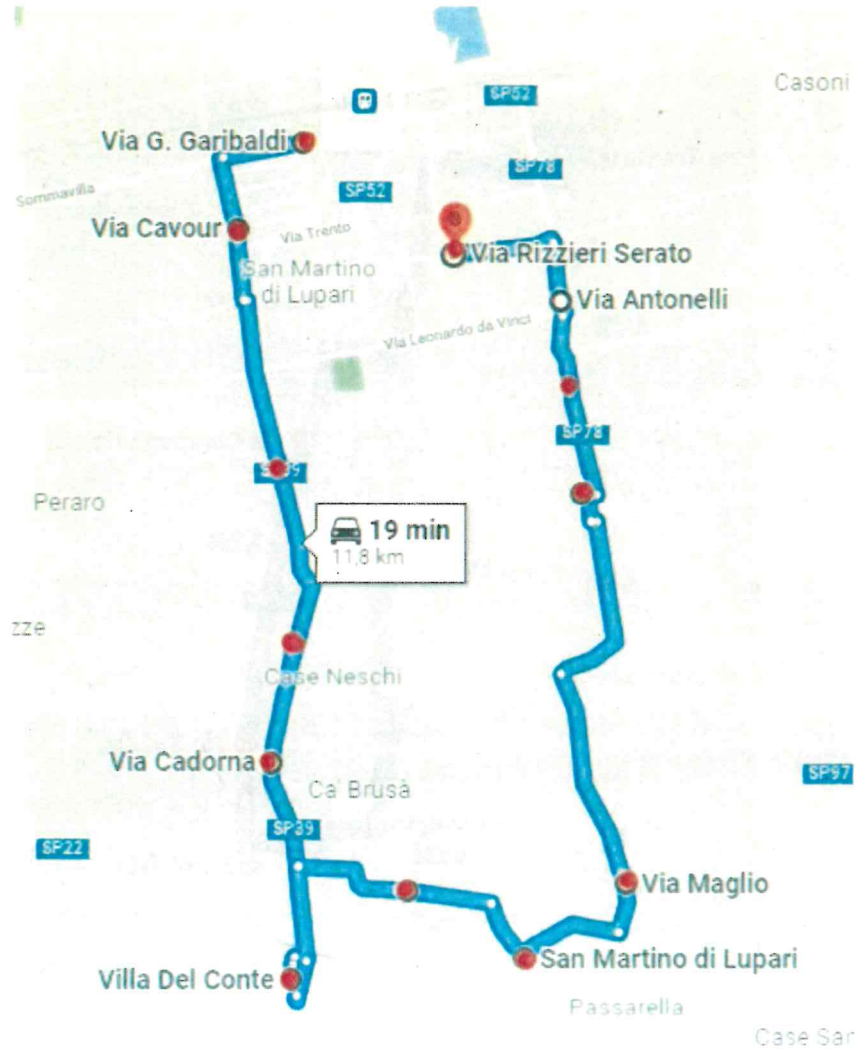 SP52
Casoni
Via G. Garibaldi
SP78
SP52
Sommavilla
Via Cavour
Via Trento
Via Rizzieri Serato
San Martino
di Lupari
Via Antonelli
Via Leonardo da Vinci
SP78
Peraro
19 min
11,8 km
zze
Case Neschi
Via Cadorna
Ca' Brusà
SP97
SP39
SP22
Via Maglio
San Martino di Lupari
Villa Del Conte
Passarella
Case Sar